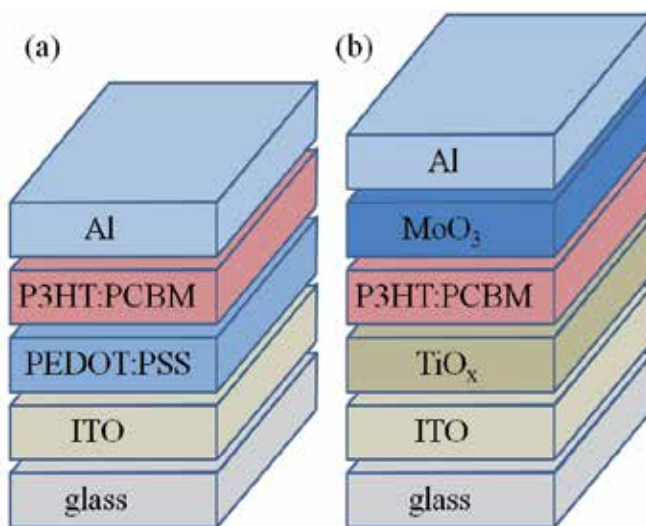 (a)
Al
P3HT:PCBM
PEDOT:PSS
ITO
glass
(b)
Al
MoO₃
P3HT:PCBM
TiOₓ
ITO
glass